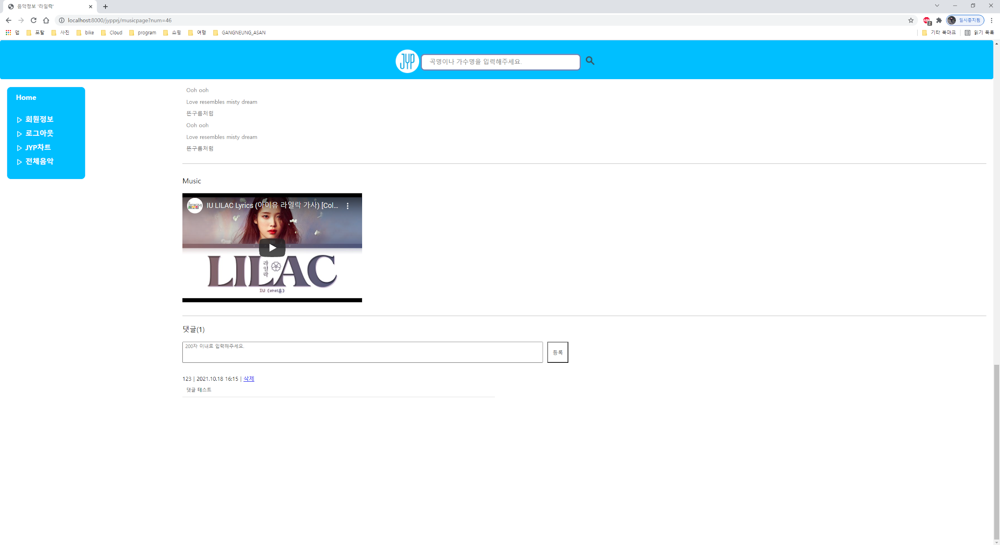 음악정보 '라일락'
localhost:8000/jypprj/musicpage?num=46
ABP 2
일시중지됨
앱 포탈 사진 bike Cloud program 쇼핑 여행 GANGNEUNG_ASAN 기타 북마크 읽기 목록
JYP 곡명이나 가수명을 입력해주세요.
Home
▷ 회원정보
▷ 로그아웃
▷ JYP차트
▷ 전체음악
Ooh ooh
Love resembles misty dream
뜬구름처럼
Ooh ooh
Love resembles misty dream
뜬구름처럼
Music
IU LILAC Lyrics (아이유 라일락 가사) [Col...
LILAC
라일락
IU (아이유)
댓글(1)
200자 이내로 입력해주세요.
등록
123 | 2021.10.18 16:15 | 삭제
댓글 테스트